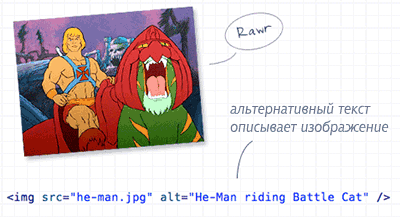 Rawr
альтернативный текст
описывает изображение
<img src="he-man.jpg" alt="He-Man riding Battle Cat" />